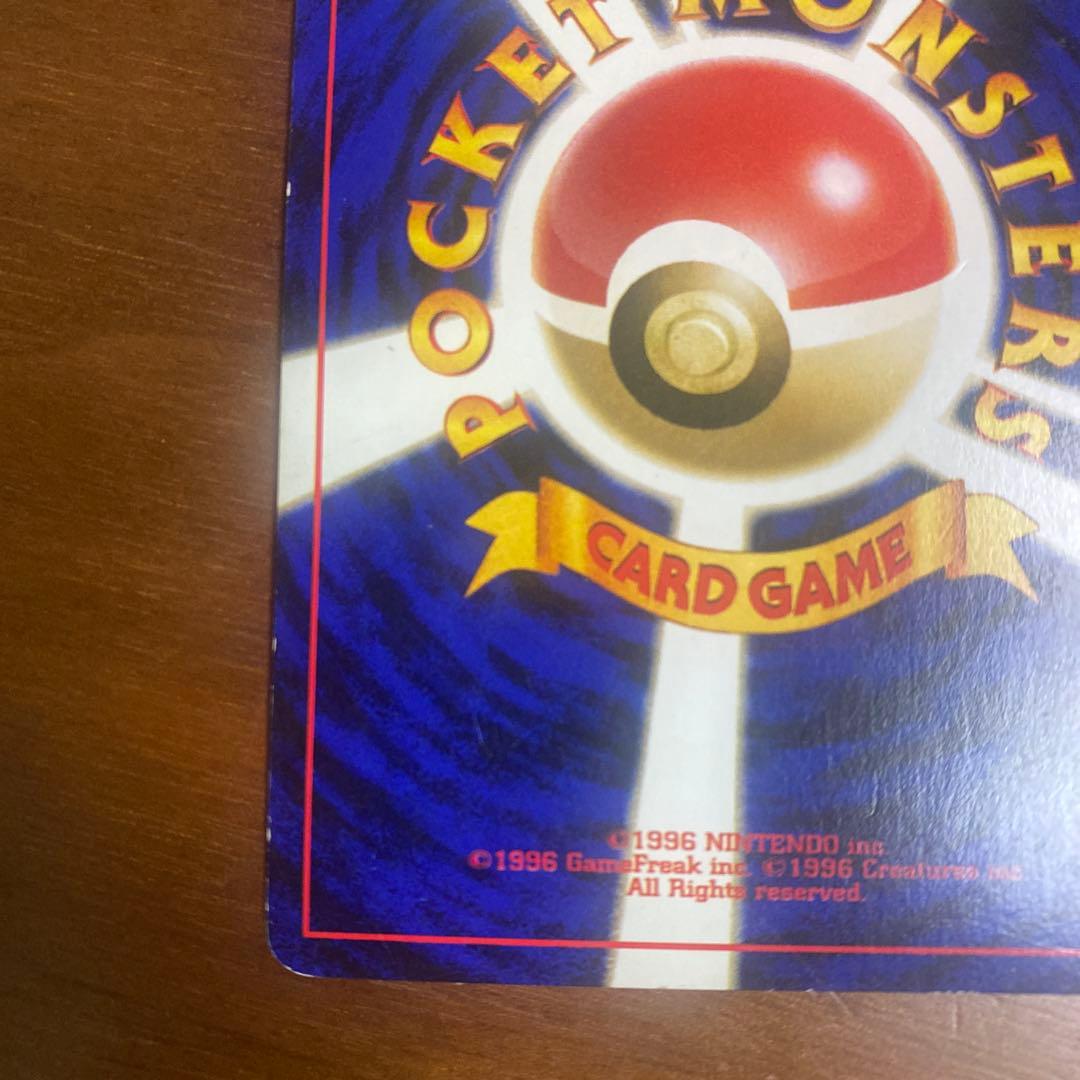 POCKET MONSTERS
CARD GAME
©1996 NINTENDO inc.
©1996 GameFreak inc. ©1996 Creatures inc.
All Rights reserved.